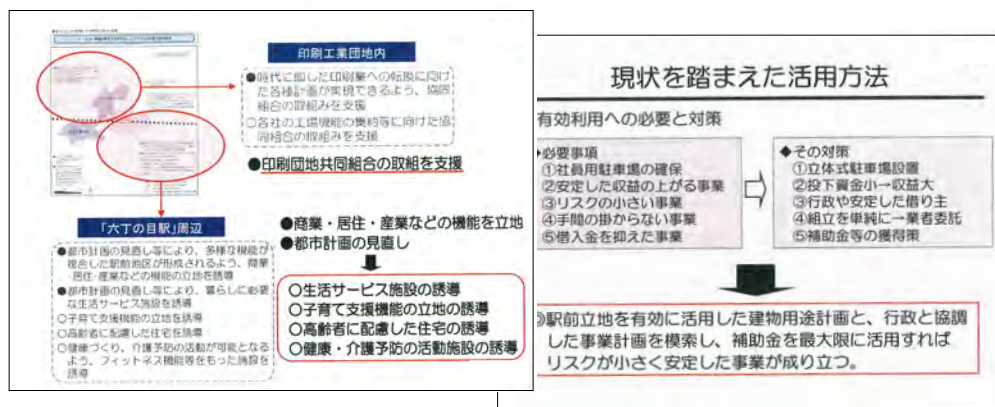 印刷工業団地内
●時代に即した印刷業への転換に向け
た各種計画が実現できるよう、協同
組合の取組みを支援
○各社の工場機能の集約等に向けた協
同組合の取組みを支援
●印刷団地共同組合の取組を支援
「六丁の目駅」周辺
●都市計画の見直し等により、多様な機能が
複合した駅前地区が形成されるよう、商業
・居住・産業などの機能の立地を誘導
●都市計画の見直し等により、暮らしに必要
な生活サービス施設を誘導
○子育て支援機能の立地を誘導
○高齢者に配慮した住宅を誘導
○健康づくり、介護予防の活動が可能となる
よう、フィットネス機能等をもった施設を
誘導
●商業・居住・産業などの機能を立地
●都市計画の見直し
○生活サービス施設の誘導
○子育て支援機能の立地の誘導
○高齢者に配慮した住宅の誘導
○健康・介護予防の活動施設の誘導
現状を踏まえた活用方法
有効利用への必要と対策
◆必要事項
①社員用駐車場の確保
②安定した収益の上がる事業
③リスクの小さい事業
④手間の掛からない事業
⑤借入金を抑えた事業
◆その対策
①立体式駐車場設置
②投下資金小→収益大
③行政や安定した借り主
④組立を単純に→業者委託
⑤補助金等の獲得策
◎駅前立地を有効に活用した建物用途計画と、行政と協調
した事業計画を模索し、補助金を最大限に活用すれば
リスクが小さく安定した事業が成り立つ。